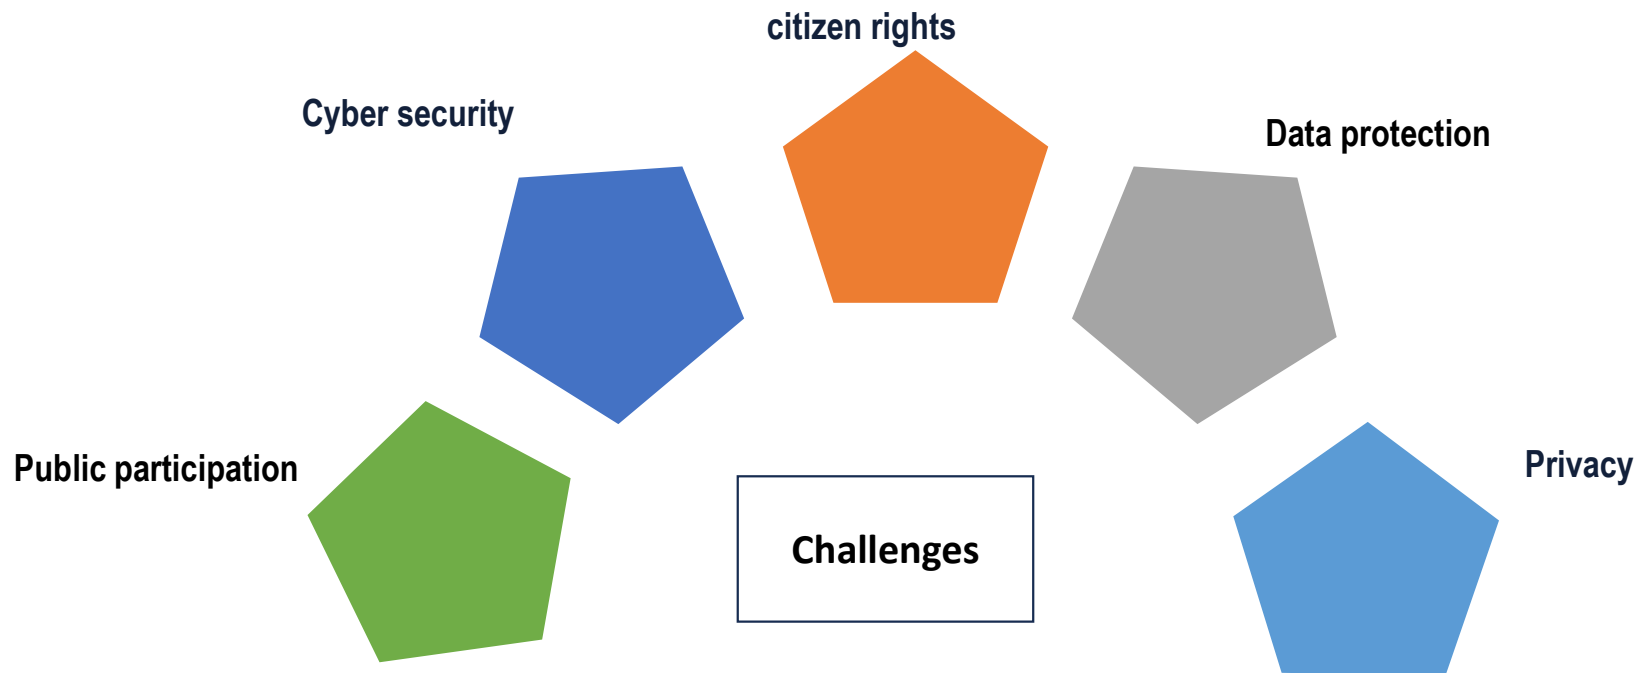 citizen rights
Cyber security
Data protection
Public participation
Privacy
Challenges